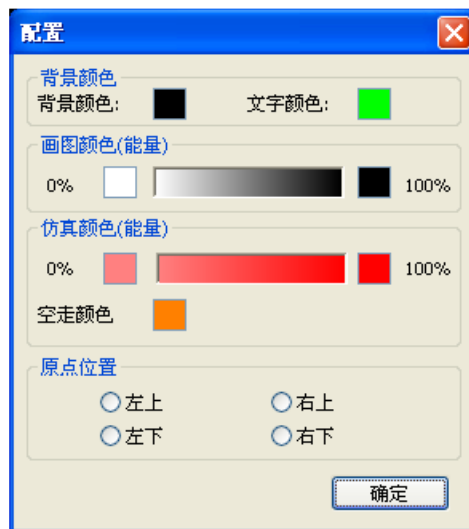 配置
背景颜色
背景颜色: 文字颜色:
画图颜色(能量)
0% 100%
仿真颜色(能量)
0% 100%
空走颜色
原点位置
左上 右上
左下 右下
确定